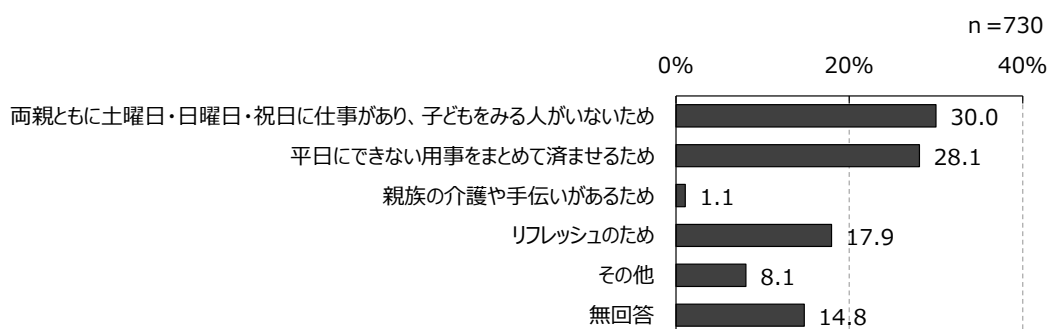 n=730
0% 20% 40%
両親ともに土曜日・日曜日・祝日に仕事があり、子どもをみる人がいないため 30.0
平日にできない用事をまとめて済ませるため 28.1
親族の介護や手伝いがあるため 1.1
リフレッシュのため 17.9
その他 8.1
無回答 14.8